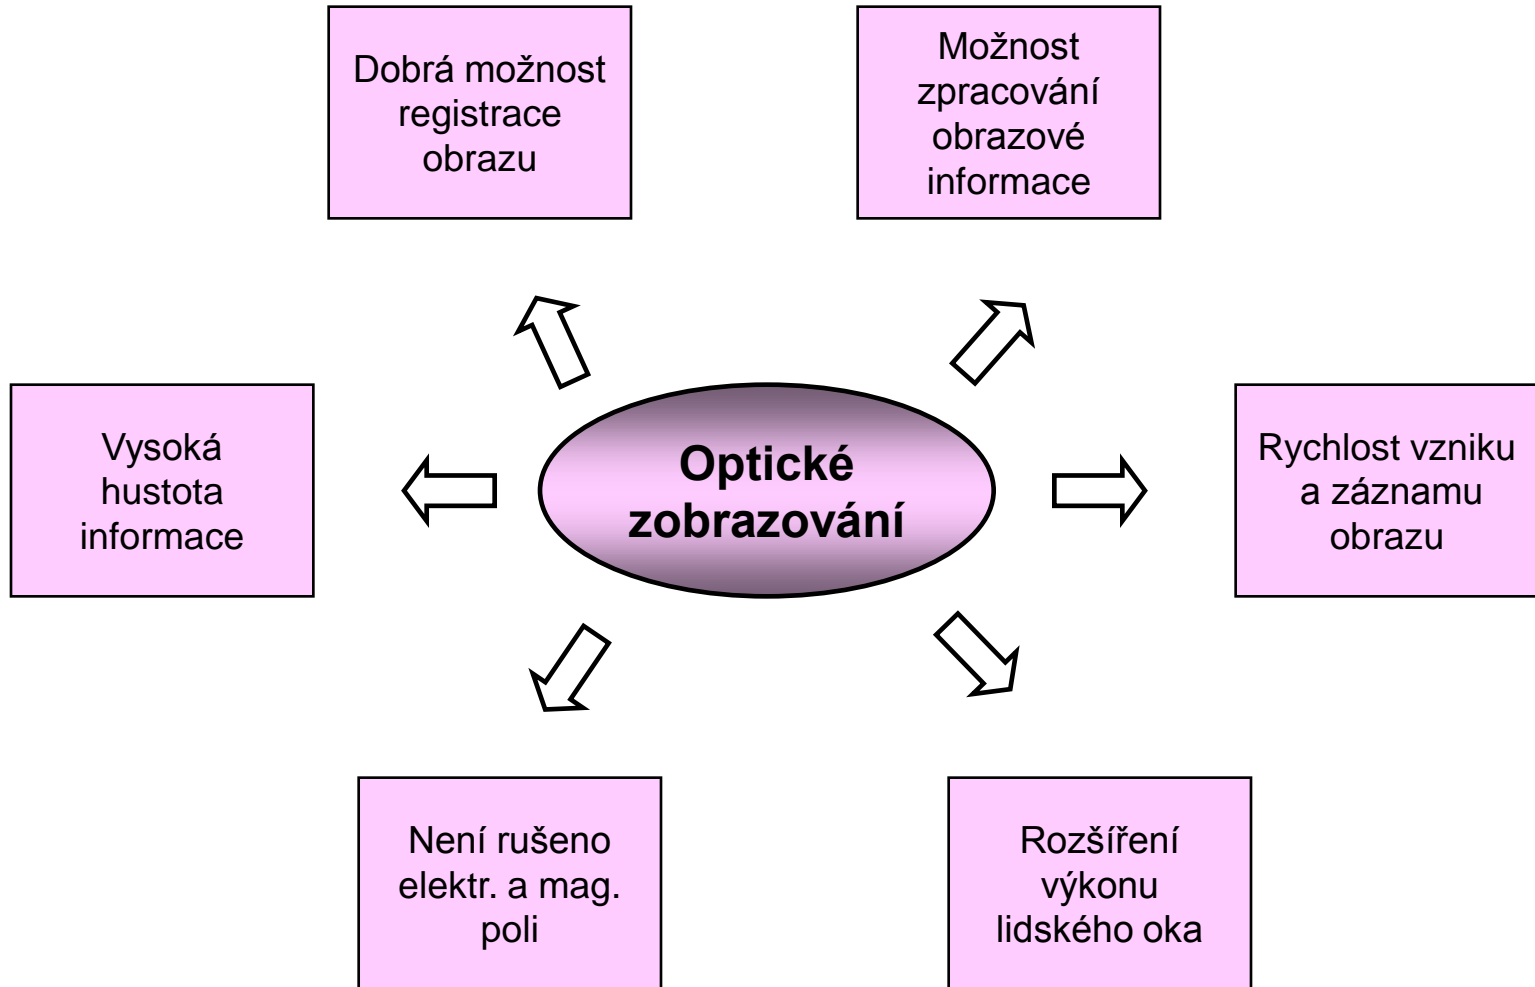 Dobrá možnost
registrace
obrazu
Možnost
zpracování
obrazové
informace
Vysoká
hustota
informace
Optické
zobrazování
Rychlost vzniku
a záznamu
obrazu
Není rušeno
elektr. a mag.
poli
Rozšíření
výkonu
lidského oka